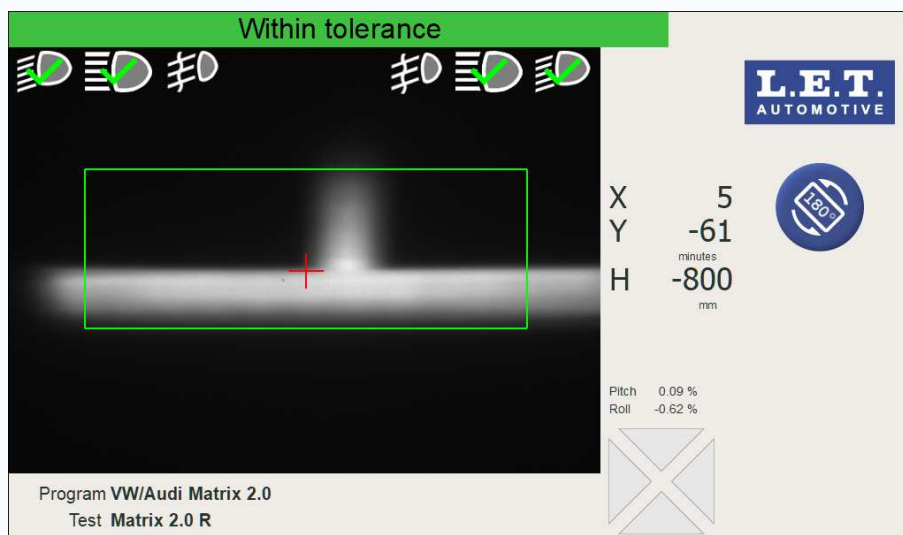 Within tolerance
L.E.T.
AUTOMOTIVE
180°
X 5
Y -61
minutes
H -800
mm
Pitch 0.09 %
Roll -0.62 %
Program VW/Audi Matrix 2.0
Test Matrix 2.0 R